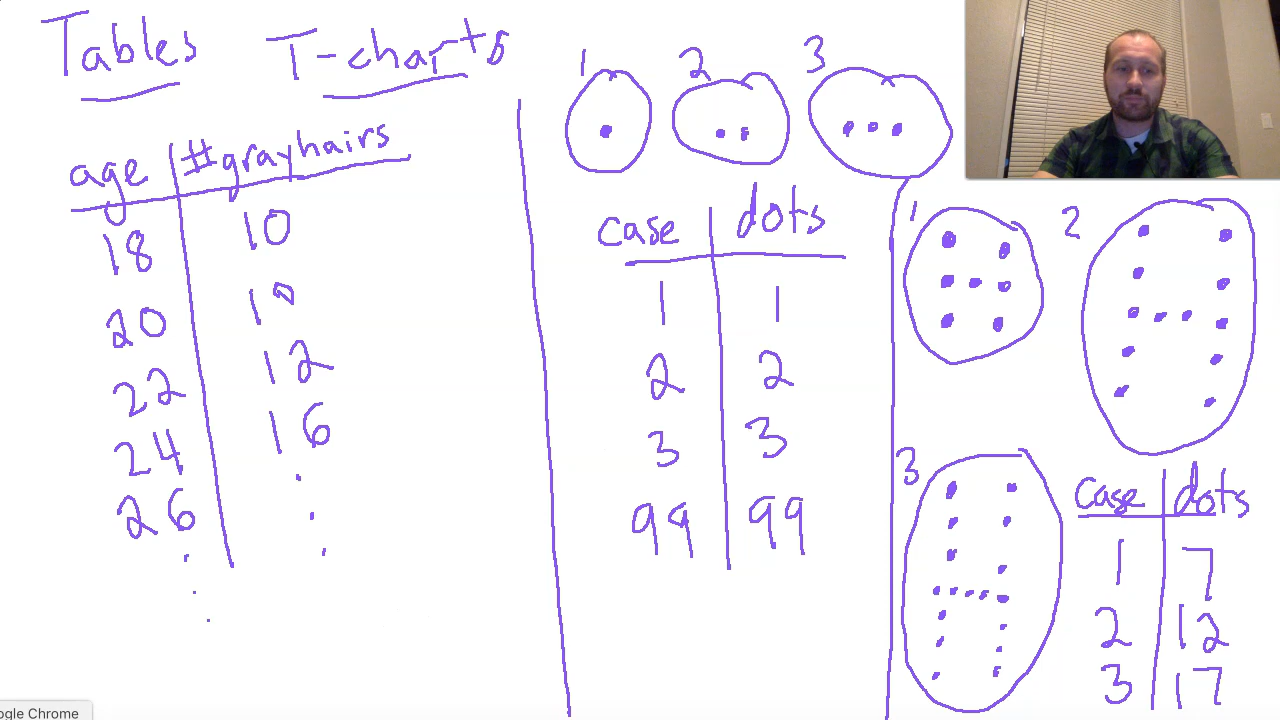 Tables
T-charts
age #grayhairs
18 10
20 10
22 12
24 16
26
1 2 3
case dots
1 1
2 2
3 3
99 99
1 2
3
case dots
1 7
2 12
3 17
ogle Chrome